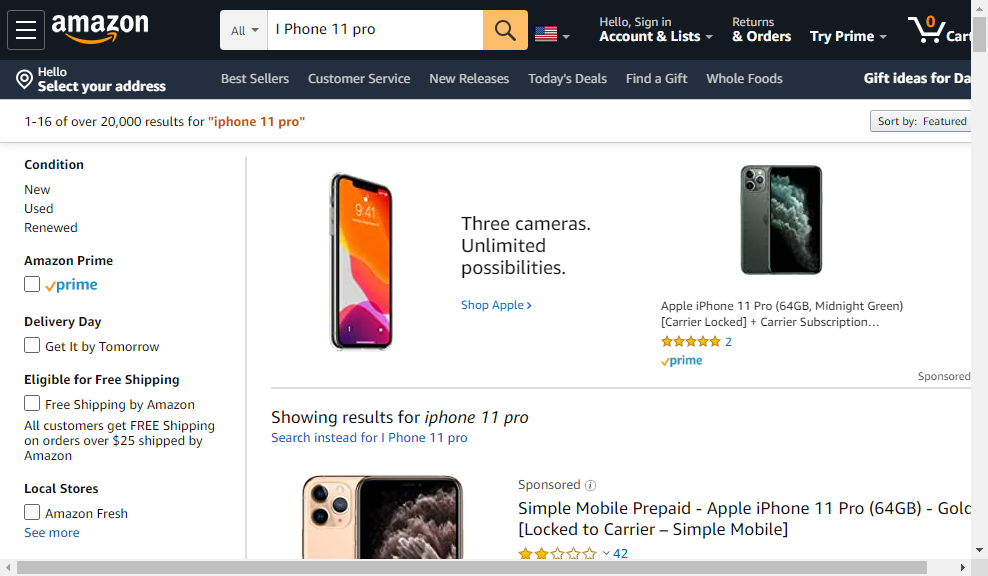 amazon
All
I Phone 11 pro
Hello, Sign in
Account & Lists
Returns
& Orders
Try Prime
0
Cart
Hello
Select your address
Best Sellers
Customer Service
New Releases
Today's Deals
Find a Gift
Whole Foods
Gift ideas for Da
1-16 of over 20,000 results for "iphone 11 pro"
Sort by: Featured
Condition
New
Used
Renewed
Amazon Prime
prime
Delivery Day
Get It by Tomorrow
Eligible for Free Shipping
Free Shipping by Amazon
All customers get FREE Shipping
on orders over $25 shipped by
Amazon
Local Stores
Amazon Fresh
See more
9:41
Three cameras.
Unlimited
possibilities.
Shop Apple ›
Apple iPhone 11 Pro (64GB, Midnight Green)
[Carrier Locked] + Carrier Subscription…
2
prime
Sponsored
Showing results for iphone 11 pro
Search instead for I Phone 11 pro
Sponsored
Simple Mobile Prepaid - Apple iPhone 11 Pro (64GB) - Gold
[Locked to Carrier – Simple Mobile]
42